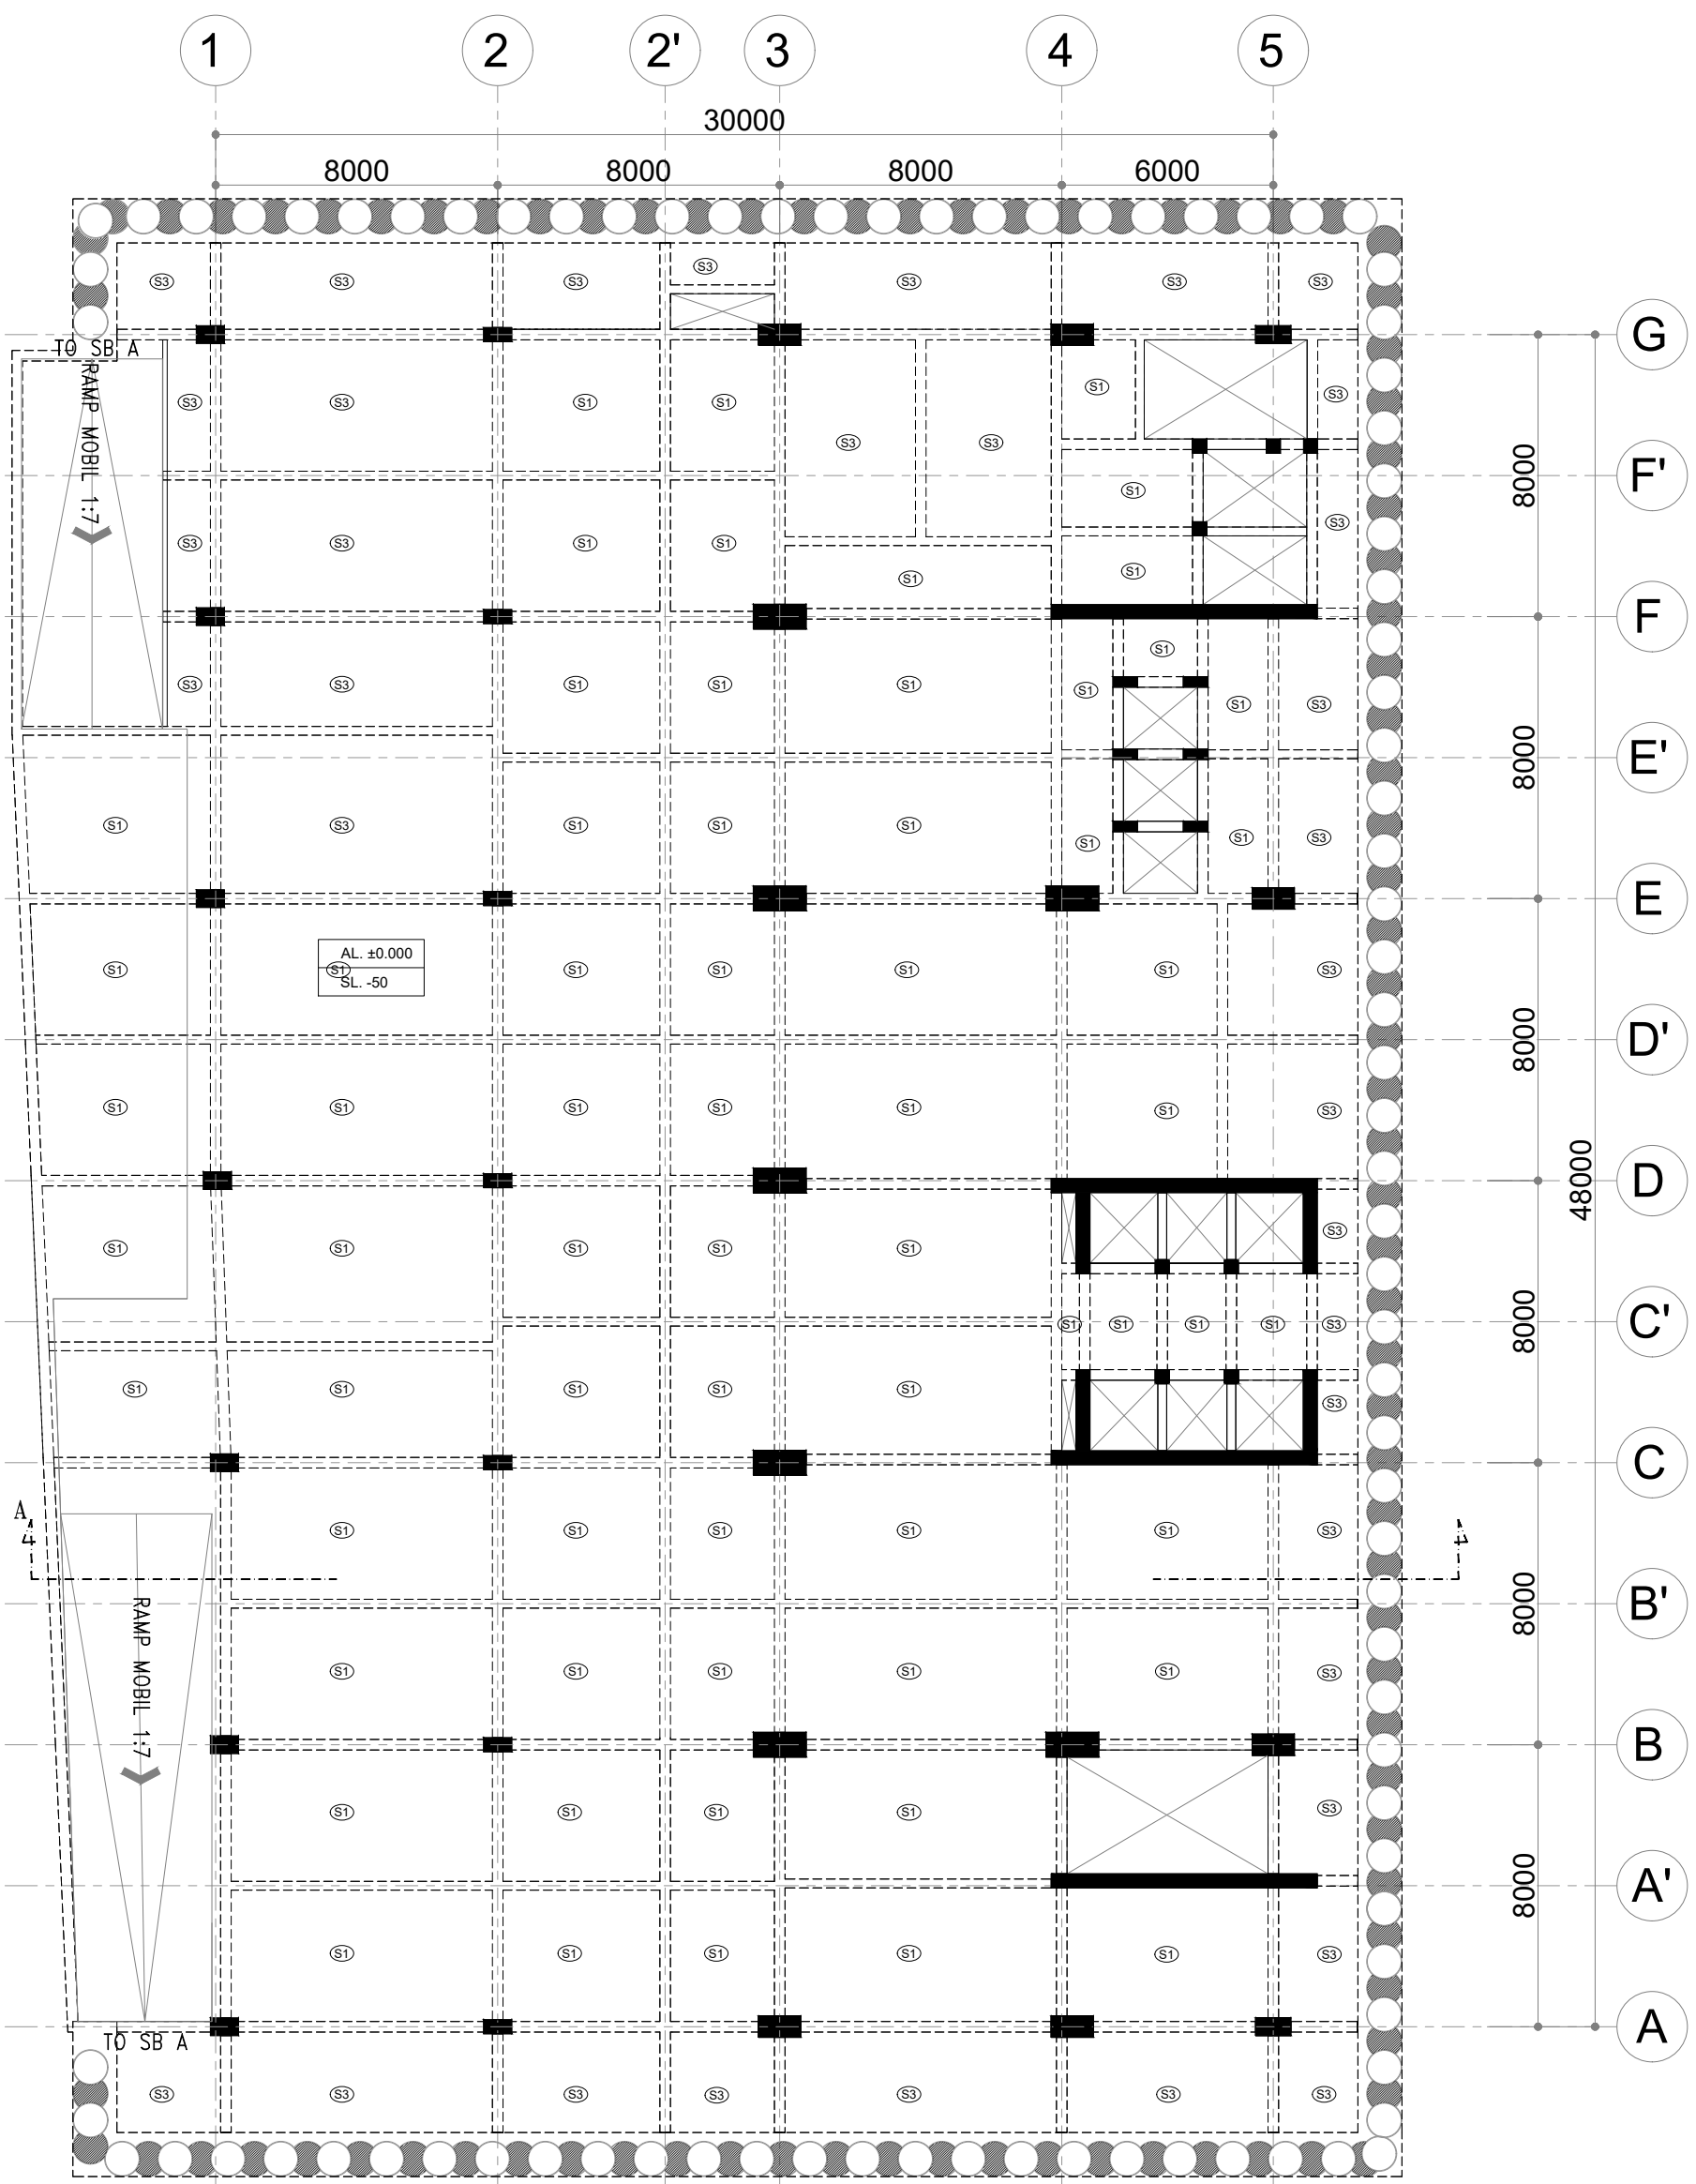 1 2 2' 3 4 5
30000
8000 8000 8000 6000
S3
S3 S3 S3 S3 S3 S3
G
TO SB A
RAMP MOBIL 1:7
S1 S3
S3 S3 S1 S1
S3 S3
F'
8000
S1
S3
S3 S3 S1 S1
S1
S1
F
S1
S3 S3 S1 S1 S1 S1
S1 S3
E'
8000
S1 S3 S1 S1 S1
S1 S3
S1
E
AL. ±0.000
S1 S1 S1 S1 S1 S1 S3
SL. -50
D'
8000
S1 S1 S1 S1 S1 S1 S3
D
48000
S3
S1 S1 S1 S1 S1
S1 S1 S1 S1 S3
C'
8000
S1 S1 S1 S1 S1
S3
C
A
S1 S1 S1 S1 S1 S3
B'
8000
RAMP MOBIL 1:7
S1 S1 S1 S1 S1 S3
B
S1 S1 S1 S1 S3
A'
8000
S1 S1 S1 S1 S1 S3
A
TO SB A
S3 S3 S3 S3 S3 S3 S3